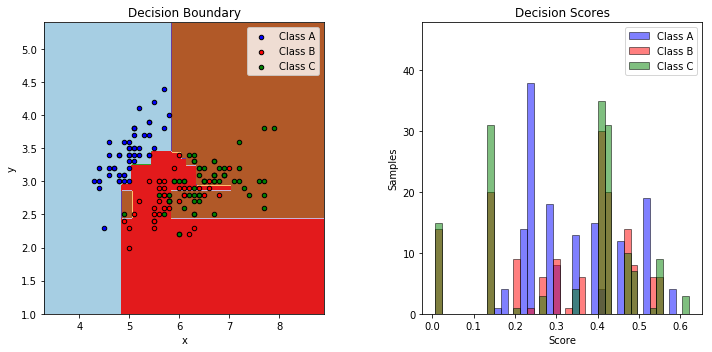 Decision Boundary
Class A
Class B
Class C
5.0
4.5
4.0
3.5
3.0
2.5
2.0
1.5
1.0
y
4 5 6 7 8
x
Decision Scores
Class A
Class B
Class C
40
30
20
10
0
Samples
0.0 0.1 0.2 0.3 0.4 0.5 0.6
Score